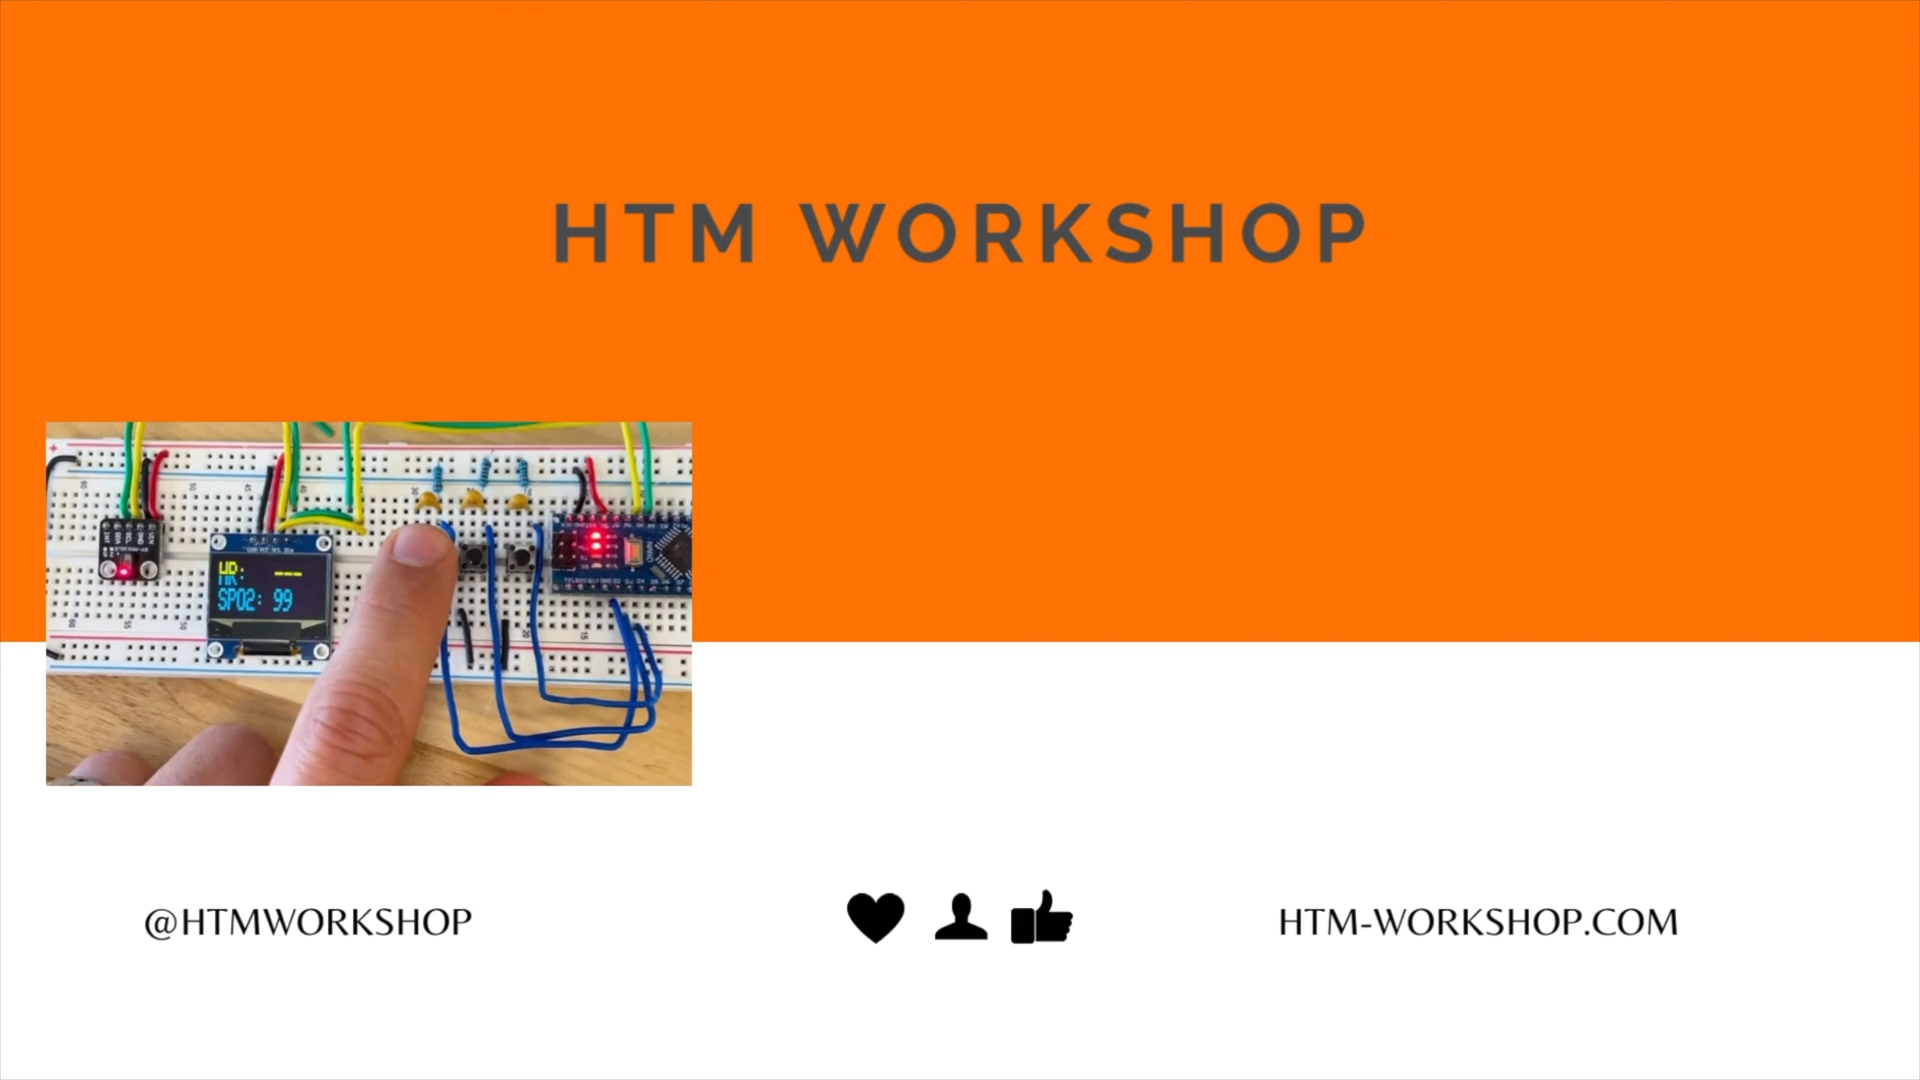 HTM WORKSHOP
HR: ---
SPO2: 99
@HTMWORKSHOP
HTM-WORKSHOP.COM